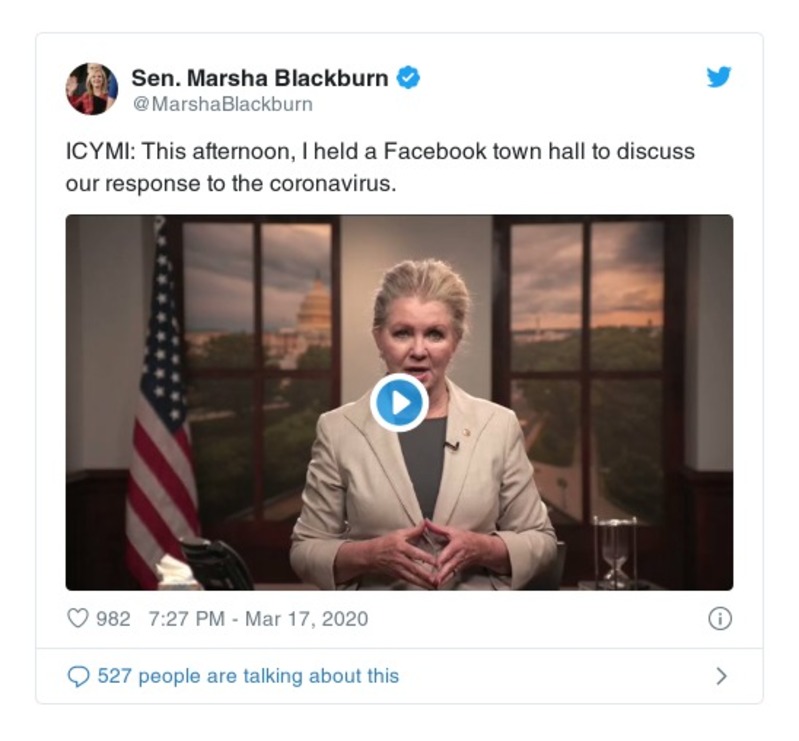 Sen. Marsha Blackburn
@MarshaBlackburn
ICYMI: This afternoon, I held a Facebook town hall to discuss
our response to the coronavirus.
982 7:27 PM - Mar 17, 2020
527 people are talking about this